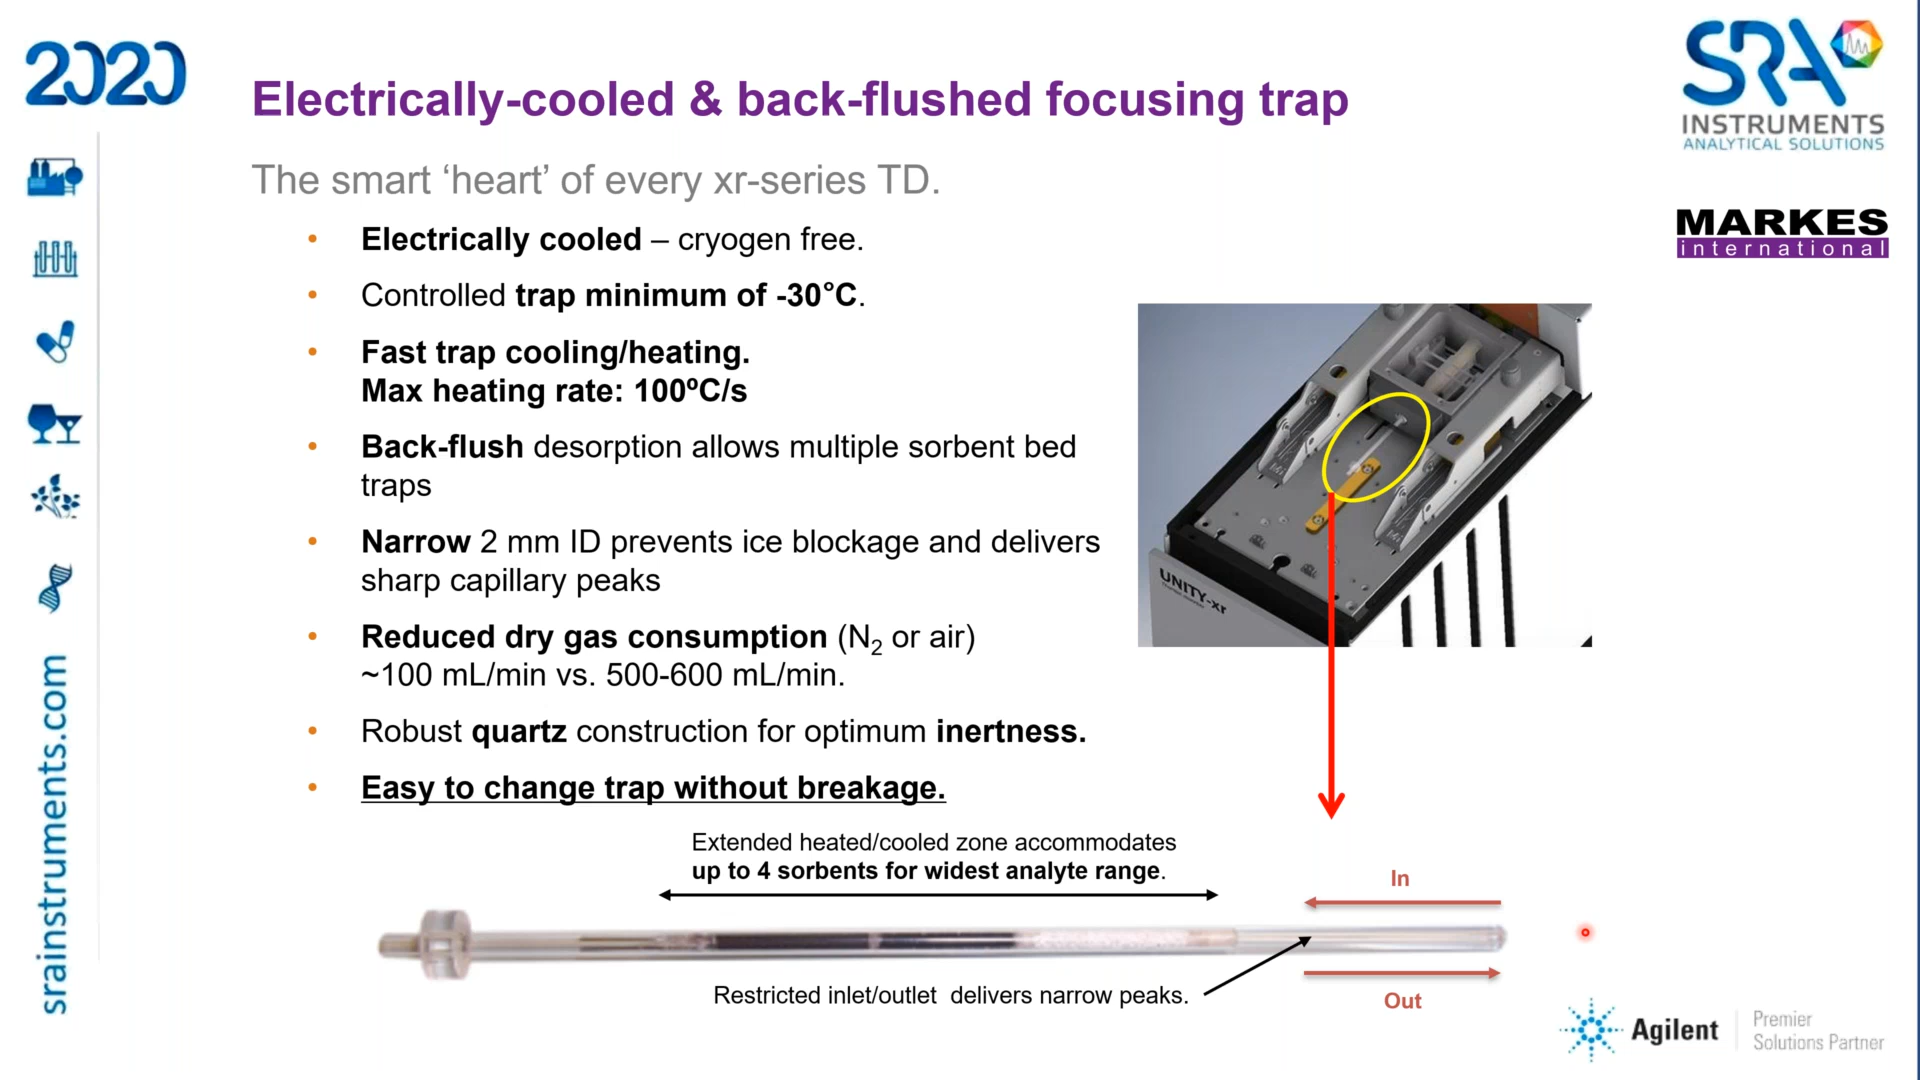 2020
Electrically-cooled & back-flushed focusing trap
The smart ‘heart’ of every xr-series TD.
• Electrically cooled – cryogen free.
• Controlled trap minimum of -30°C.
• Fast trap cooling/heating.
Max heating rate: 100ºC/s
• Back-flush desorption allows multiple sorbent bed
traps
• Narrow 2 mm ID prevents ice blockage and delivers
sharp capillary peaks
• Reduced dry gas consumption (N₂ or air)
~100 mL/min vs. 500-600 mL/min.
• Robust quartz construction for optimum inertness.
• Easy to change trap without breakage.
Extended heated/cooled zone accommodates
up to 4 sorbents for widest analyte range.
In
Restricted inlet/outlet delivers narrow peaks.
Out
UNITY-xr
SRA
INSTRUMENTS
ANALYTICAL SOLUTIONS
MARKES
international
srainstruments.com
Agilent
Premier
Solutions Partner